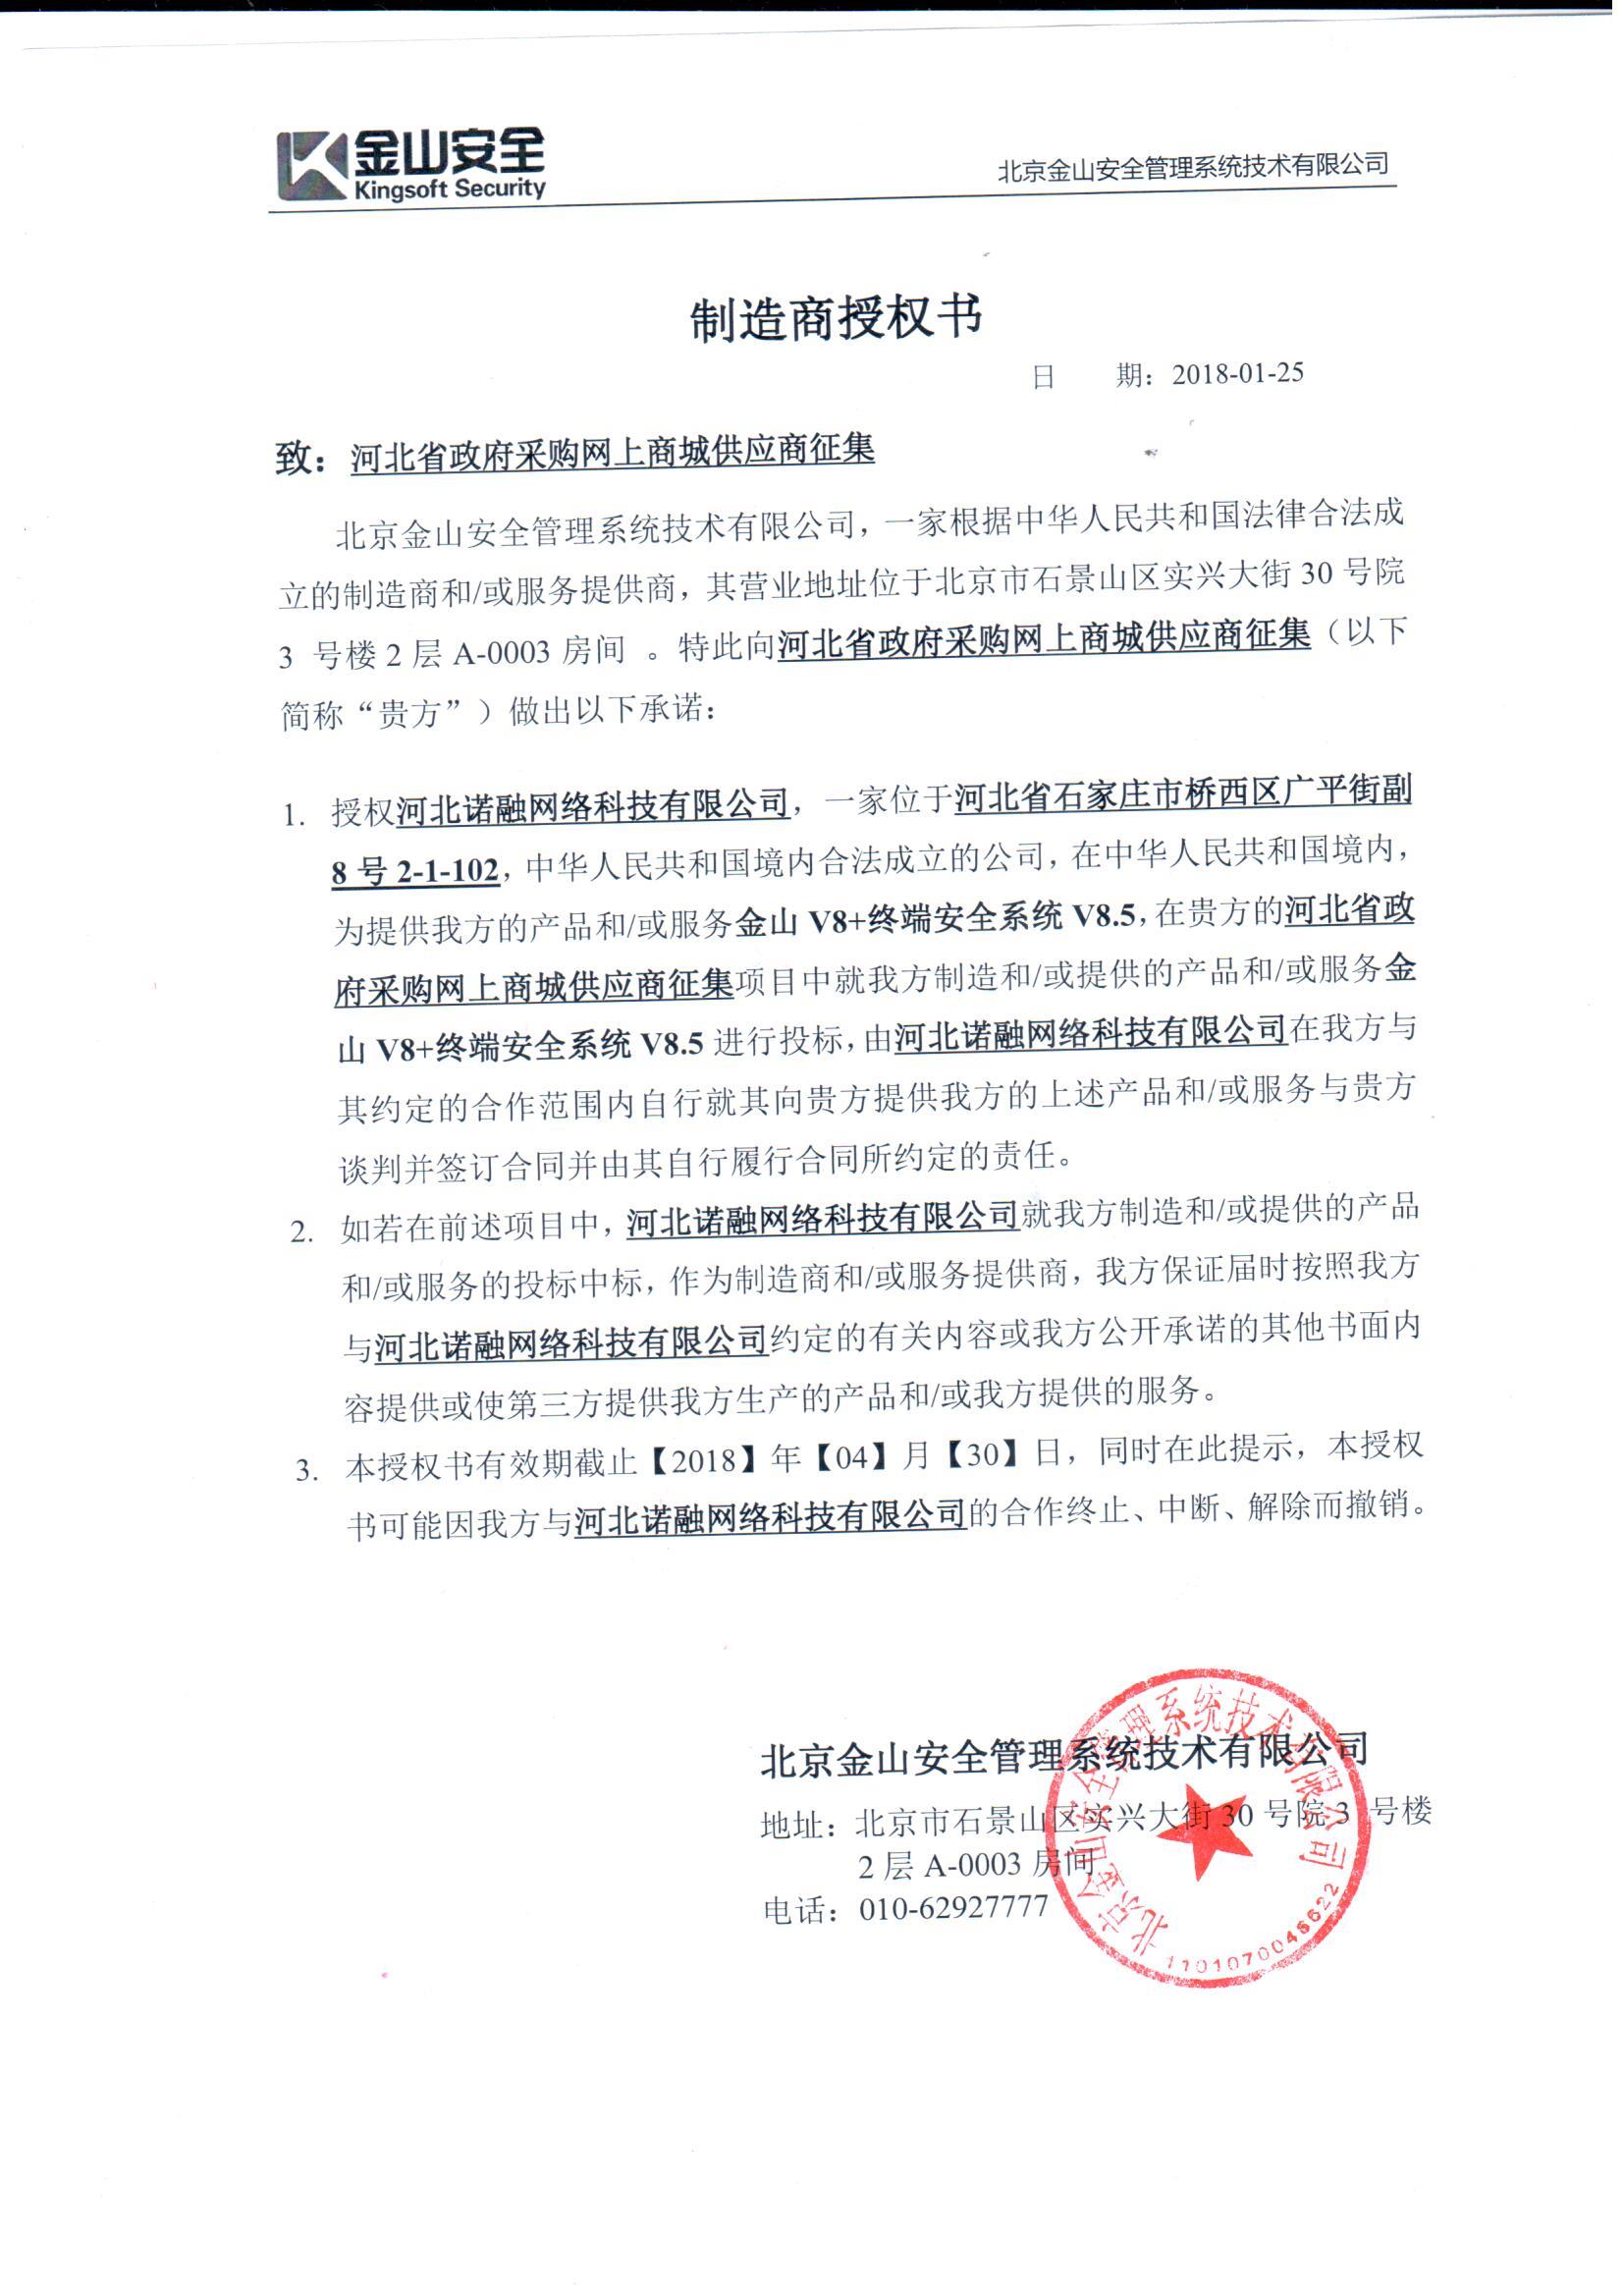 金山安全
Kingsoft Security
北京金山安全管理系统技术有限公司
制造商授权书
日 期：2018-01-25
致：河北省政府采购网上商城供应商征集
北京金山安全管理系统技术有限公司，一家根据中华人民共和国法律合法成
立的制造商和/或服务提供商，其营业地址位于北京市石景山区实兴大街 30 号院
3 号楼 2 层 A-0003 房间 。特此向河北省政府采购网上商城供应商征集（以下
简称“贵方”）做出以下承诺：
1. 授权河北诺融网络科技有限公司，一家位于河北省石家庄市桥西区广平街副
8 号 2-1-102，中华人民共和国境内合法成立的公司，在中华人民共和国境内，
为提供我方的产品和/或服务金山 V8+终端安全系统 V8.5，在贵方的河北省政
府采购网上商城供应商征集项目中就我方制造和/或提供的产品和/或服务金
山 V8+终端安全系统 V8.5 进行投标，由河北诺融网络科技有限公司在我方与
其约定的合作范围内自行就其向贵方提供我方的上述产品和/或服务与贵方
谈判并签订合同并由其自行履行合同所约定的责任。
2. 如若在前述项目中，河北诺融网络科技有限公司就我方制造和/或提供的产品
和/或服务的投标中标，作为制造商和/或服务提供商，我方保证届时按照我方
与河北诺融网络科技有限公司约定的有关内容或我方公开承诺的其他书面内
容提供或使第三方提供我方生产的产品和/或我方提供的服务。
3. 本授权书有效期截止【2018】年【04】月【30】日，同时在此提示，本授权
书可能因我方与河北诺融网络科技有限公司的合作终止、中断、解除而撤销。
北京金山安全管理系统技术有限公司
地址：北京市石景山区实兴大街 30 号院 3 号楼
2 层 A-0003 房间
电话：010-62927777
北京金山安全管理系统技术有限公司